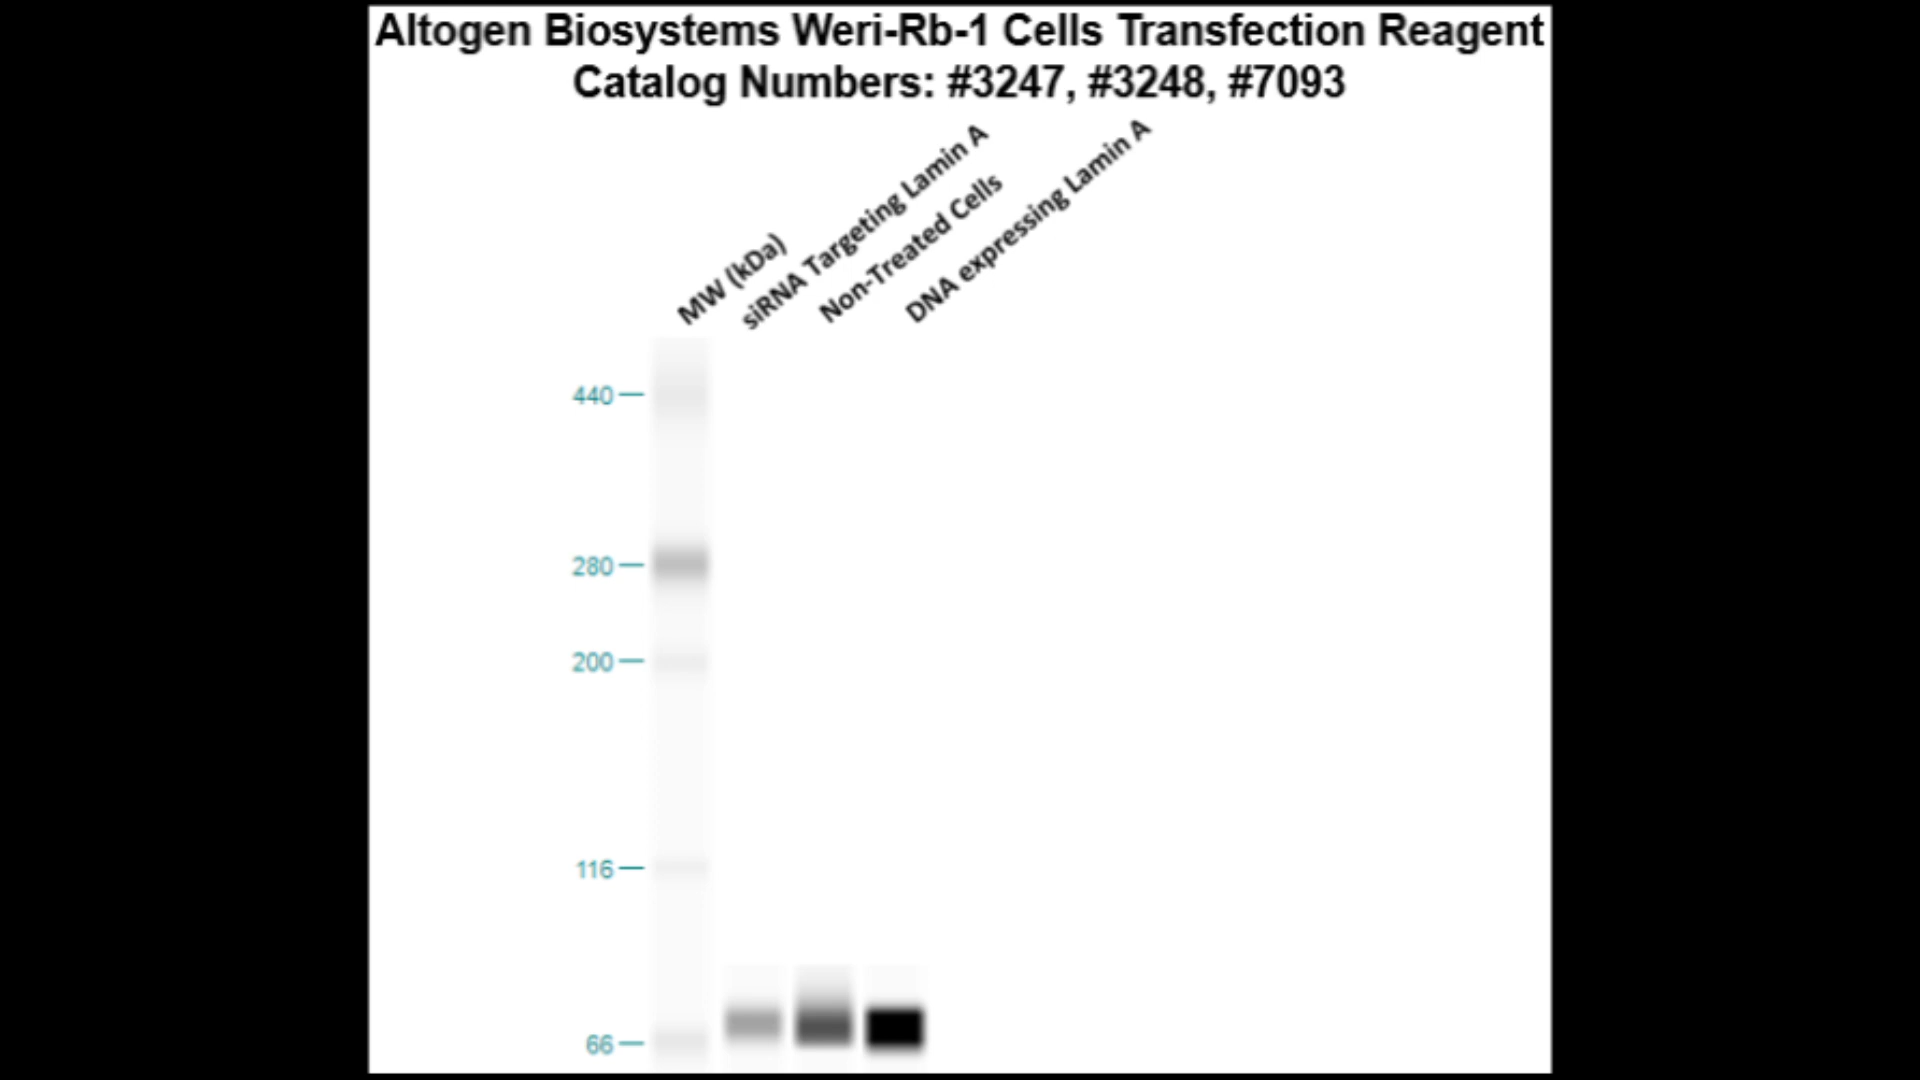 Altogen Biosystems Weri-Rb-1 Cells Transfection Reagent
Catalog Numbers: #3247, #3248, #7093
MW (kDa)
siRNA Targeting Lamin A
Non-Treated Cells
DNA expressing Lamin A
440
280
200
116
66